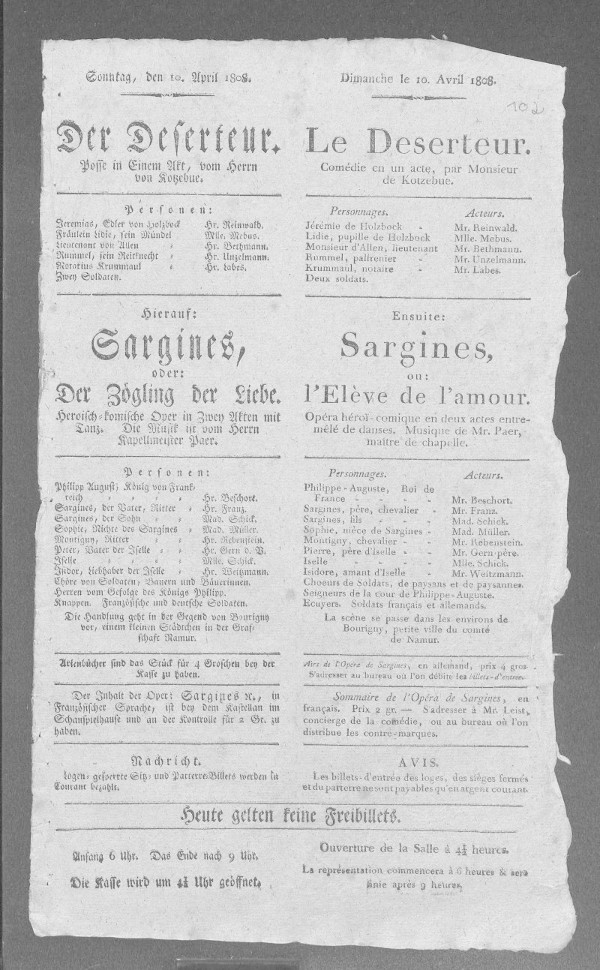 Sonntag, den 10. April 1808.
Der Deserteur.
Posse in Einem Akt, vom Herrn
von Kotzebue.
Personen:
Jeremias, Edler von Holzbock Hr. Reinwald.
Fräulein Lidie, sein Mündel Mlle. Mebus.
Lieutenant von Allen Hr. Bethmann.
Rummel, sein Reitknecht Hr. Unzelmann.
Notarius Krummaul Hr. Labes.
Zwey Soldaten.
Hierauf:
Sargines,
oder:
Der Zögling der Liebe.
Heroisch-komische Oper in Zwey Akten mit
Tanz. Die Musik ist vom Herrn
Kapellmeister Paer.
Personen:
Philipp August, König von Frank-
reich Hr. Beschort.
Sargines, der Vater, Ritter Hr. Franz.
Sargines, der Sohn Mad. Schick.
Sophie, Nichte des Sargines Mad. Müller.
Montigny, Ritter Hr. Rebenstein.
Peter, Vater der Iselle Hr. Gern d. V.
Iselle Mlle. Schick.
Isidor, Liebhaber der Iselle Hr. Weitzmann.
Chöre von Soldaten, Bauern und Bäuerinnen.
Herren vom Gefolge des Königs Philipp.
Knappen. Französische und deutsche Soldaten.
Die Handlung geht in der Gegend von Bourigny
vor, einem kleinen Städtchen in der Graf-
schaft Namur.
Arienbücher sind das Stück für 4 Groschen bey der
Kasse zu haben.
Der Inhalt der Oper: Sargines ꝛc., in
Französischer Sprache, ist bey dem Kastellan im
Schauspielhause und an der Kontrolle für 2 Gr. zu
haben.
Nachricht.
Logen- gesperrte Sitz- und Parterre-Billets werden in
Courant bezahlt.
Dimanche le 10. Avril 1808.
102
Le Deserteur.
Comédie en un acte, par Monsieur
de Kotzebue.
Personnages. Acteurs.
Jérémie de Holzbock - Mr. Reinwald.
Lidie, pupille de Holzbock Mlle. Mebus.
Monsieur d'Allen, lieutenant Mr. Bethmann.
Rummel, palfrenier - Mr. Unzelmann.
Krummaul, notaire - Mr. Labes.
Deux soldats.
Ensuite:
Sargines,
ou:
l'Elève de l'amour.
Opéra héroï-comique en deux actes entre-
mêlé de danses. Musique de Mr. Paer,
maître de chapelle.
Personnages. Acteurs.
Philippe-Auguste, Roi de
France - - - - Mr. Beschort.
Sargines, père, chevalier - Mr. Franz.
Sargines, fils - - - Mad. Schick.
Sophie, nièce de Sargines - Mad. Müller.
Montigny, chevalier - - Mr. Rebenstein.
Pierre, père d'Iselle - - Mr. Gern-père.
Iselle - - - - Mlle. Schick.
Isidore, amant d'Iselle - Mr. Weitzmann.
Choeurs de Soldats, de paysans et de paysannes.
Seigneurs de la cour de Philippe-Auguste.
Ecuyers. Soldats français et allemands.
La scène se passe dans les environs de
Bourigny, petite ville du comté
de Namur.
Airs de l'Opera de Sargines, en allemand, prix 4 gros
S'adresser au bureau où l'on débite les billets-d'entrée.
Sommaire de l'Opéra de Sargines, en
français. Prix 2 gr. — S'adresser à Mr. Leist,
concierge de la comédie, ou au bureau où l'on
distribue les contre-marques.
AVIS.
Les billets-d'entrée des loges, des sièges fermés
et du parterre ne sont payables qu'en argent courant.
Heute gelten keine Freibillets.
Anfang 6 Uhr. Das Ende nach 9 Uhr.
Die Kasse wird um 4½ Uhr geöffnet.
Ouverture de la Salle á 4½ heures.
La représentation commencera à 6 heures & sera
finie après 9 heures.